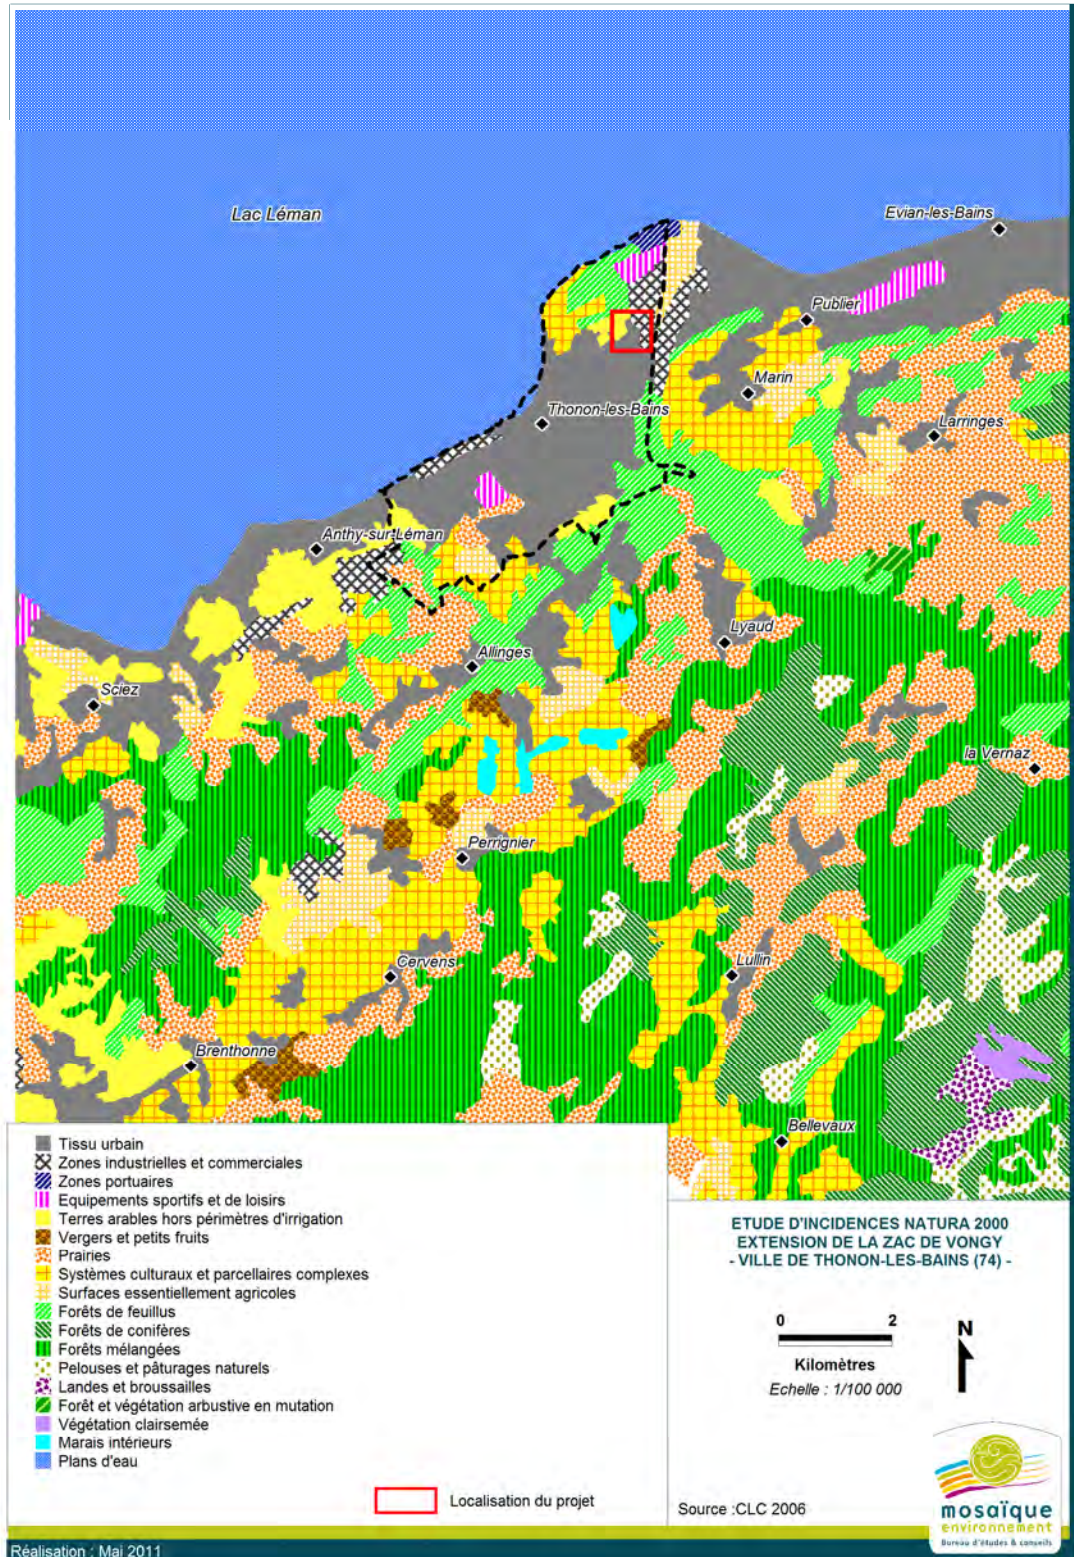 Lac Léman
Evian-les-Bains
Publier
Marin
Thonon-les-Bains
Larringes
Anthy-sur-Léman
Lyaud
Allinges
Sciez
la Vernaz
Perrignier
Cervens
Lullin
Brenthonne
Bellevaux
Tissu urbain
Zones industrielles et commerciales
Zones portuaires
Equipements sportifs et de loisirs
Terres arables hors périmètres d'irrigation
Vergers et petits fruits
Prairies
Systèmes culturaux et parcellaires complexes
Surfaces essentiellement agricoles
Forêts de feuillus
Forêts de conifères
Forêts mélangées
Pelouses et pâturages naturels
Landes et broussailles
Forêt et végétation arbustive en mutation
Végétation clairsemée
Marais intérieurs
Plans d'eau
Localisation du projet
ETUDE D'INCIDENCES NATURA 2000
EXTENSION DE LA ZAC DE VONGY
- VILLE DE THONON-LES-BAINS (74) -
0 2
Kilomètres
Echelle : 1/100 000
N
Source :CLC 2006
mosaïque
environnement
Bureau d'études & conseils
Réalisation : Mai 2011